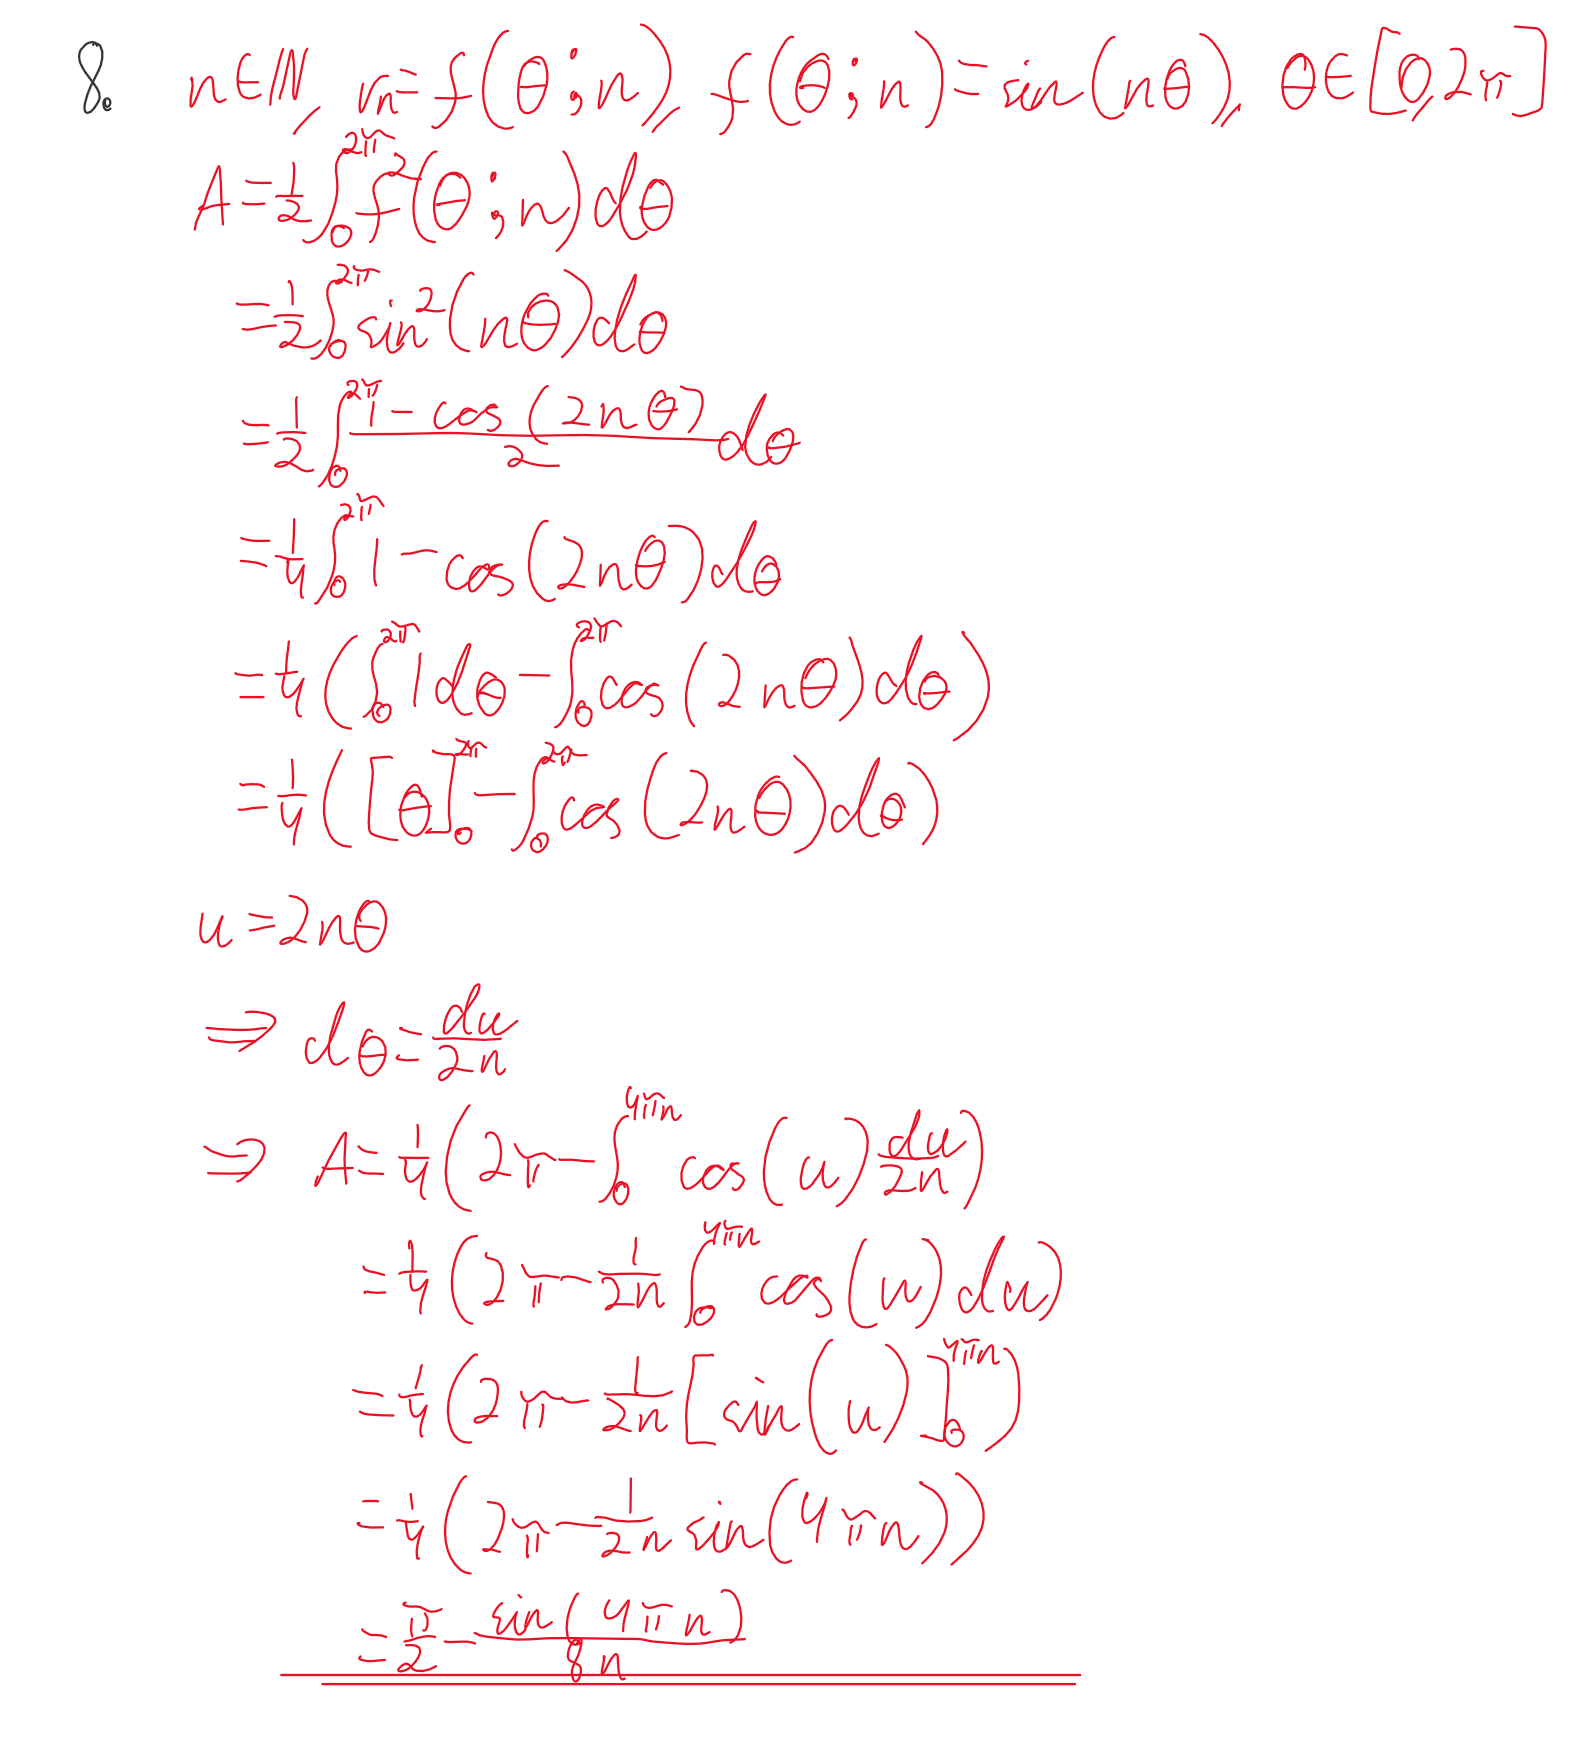 8. n∈ℕ, rn=f(θ;n), f(θ;n)=sin(nθ), θ∈[0,2π]
A=1/2∫₀^{2π} f²(θ;n)dθ
=1/2∫₀^{2π} sin²(nθ)dθ
=1/2∫₀^{2π} (1-cos(2nθ))/2 dθ
=1/4∫₀^{2π} 1-cos(2nθ)dθ
=1/4(∫₀^{2π} 1dθ-∫₀^{2π} cos(2nθ)dθ)
=1/4([θ]₀^{2π}-∫₀^{2π} cos(2nθ)dθ)
u=2nθ
⇒ dθ=du/2n
⇒ A=1/4(2π-∫₀^{4πn} cos(u)du/2n)
=1/4(2π-1/2n∫₀^{4πn} cos(u)du)
=1/4(2π-1/2n[sin(u)]₀^{4πn})
=1/4(2π-1/2n sin(4πn))
=π/2-sin(4πn)/8n